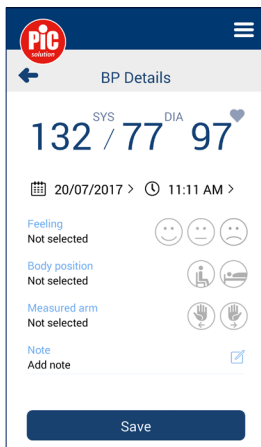 PiC
solution
BP Details
SYS DIA
132 / 77 97
20/07/2017 > 11:11 AM >
Feeling
Not selected
Body position
Not selected
Measured arm
Not selected
Note
Add note
Save